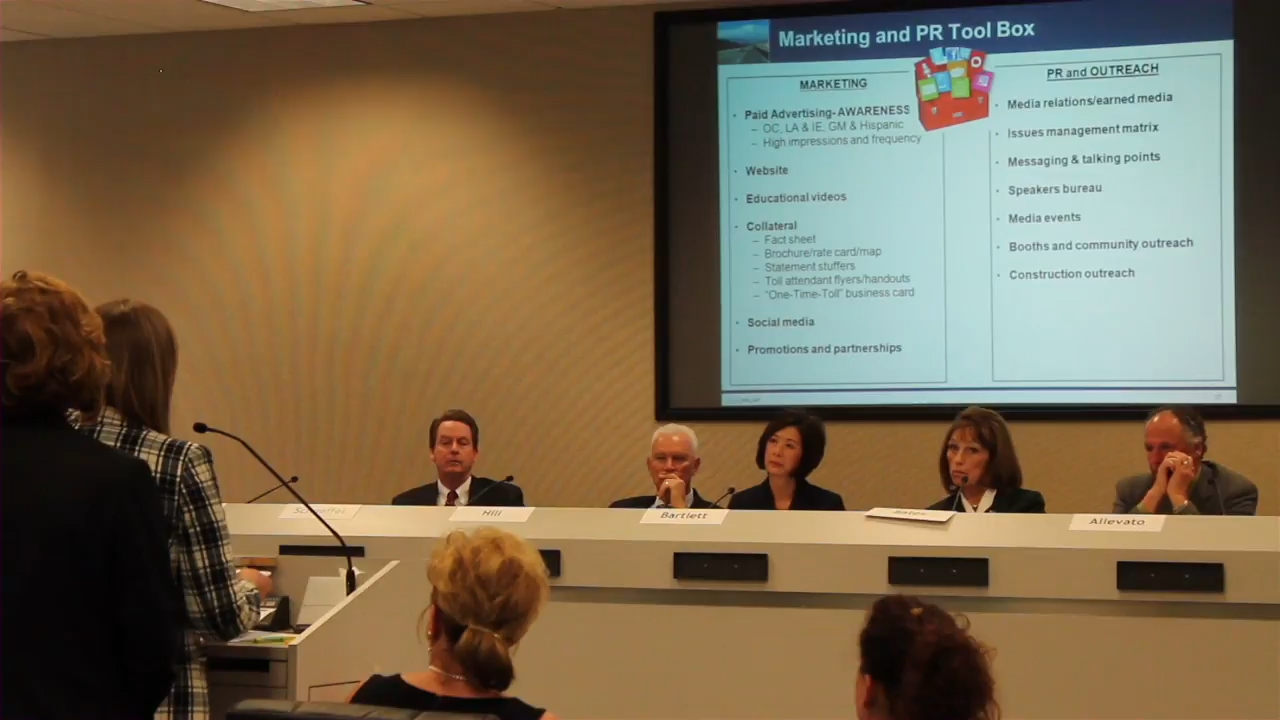 Marketing and PR Tool Box
MARKETING
· Paid Advertising- AWARENESS
– OC, LA & IE, GM & Hispanic
– High impressions and frequency
· Website
· Educational videos
· Collateral
– Fact sheet
– Brochure/rate card/map
– Statement stuffers
– Toll attendant flyers/handouts
– "One-Time-Toll" business card
· Social media
· Promotions and partnerships
PR and OUTREACH
· Media relations/earned media
· Issues management matrix
· Messaging & talking points
· Speakers bureau
· Media events
· Booths and community outreach
· Construction outreach
Hill
Bartlett
Bates
Allevato